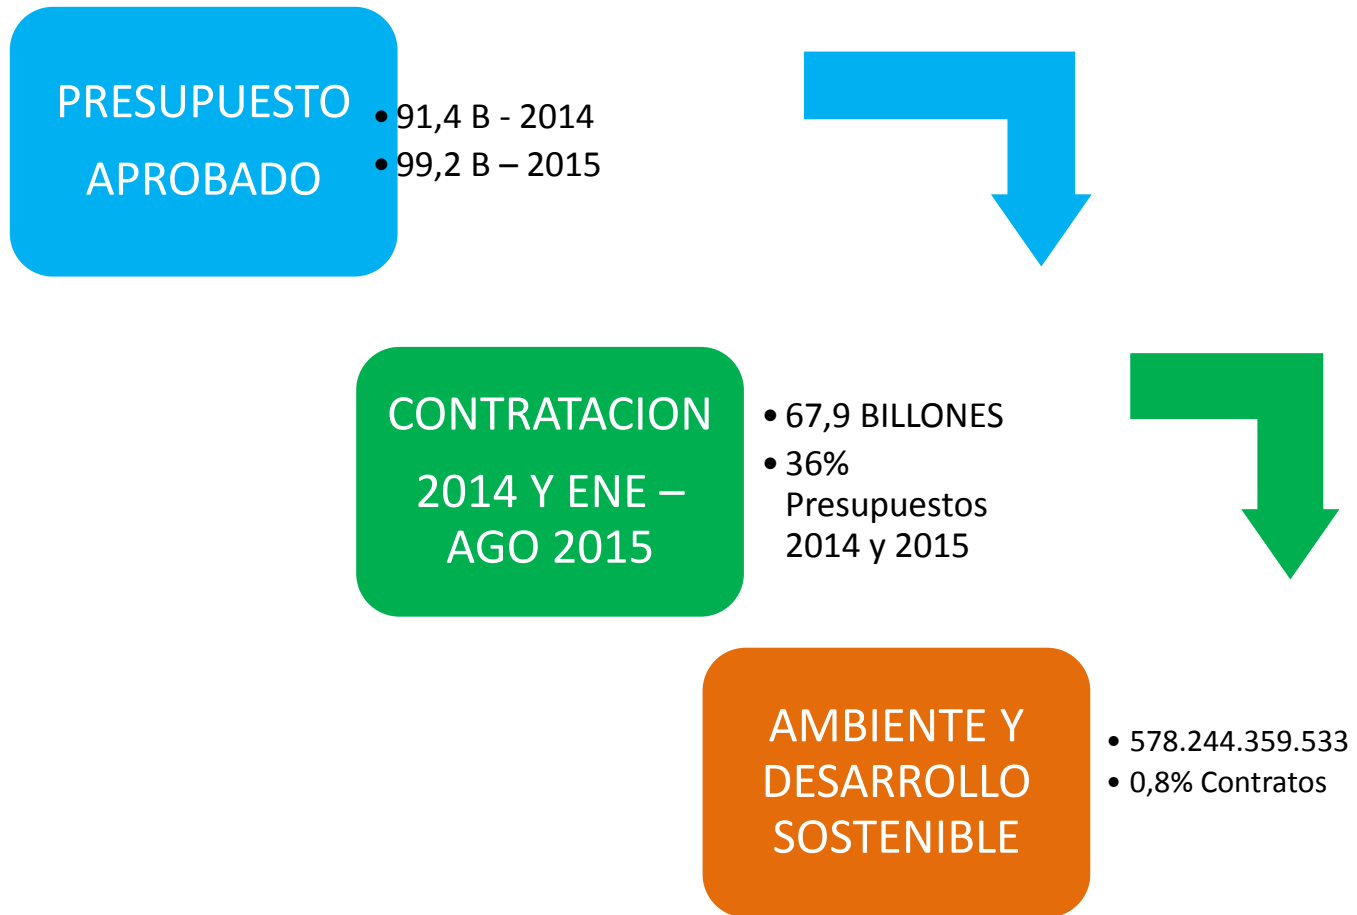 PRESUPUESTO
APROBADO
• 91,4 B - 2014
• 99,2 B – 2015
CONTRATACION
2014 Y ENE –
AGO 2015
• 67,9 BILLONES
• 36%
Presupuestos
2014 y 2015
AMBIENTE Y
DESARROLLO
SOSTENIBLE
• 578.244.359.533
• 0,8% Contratos